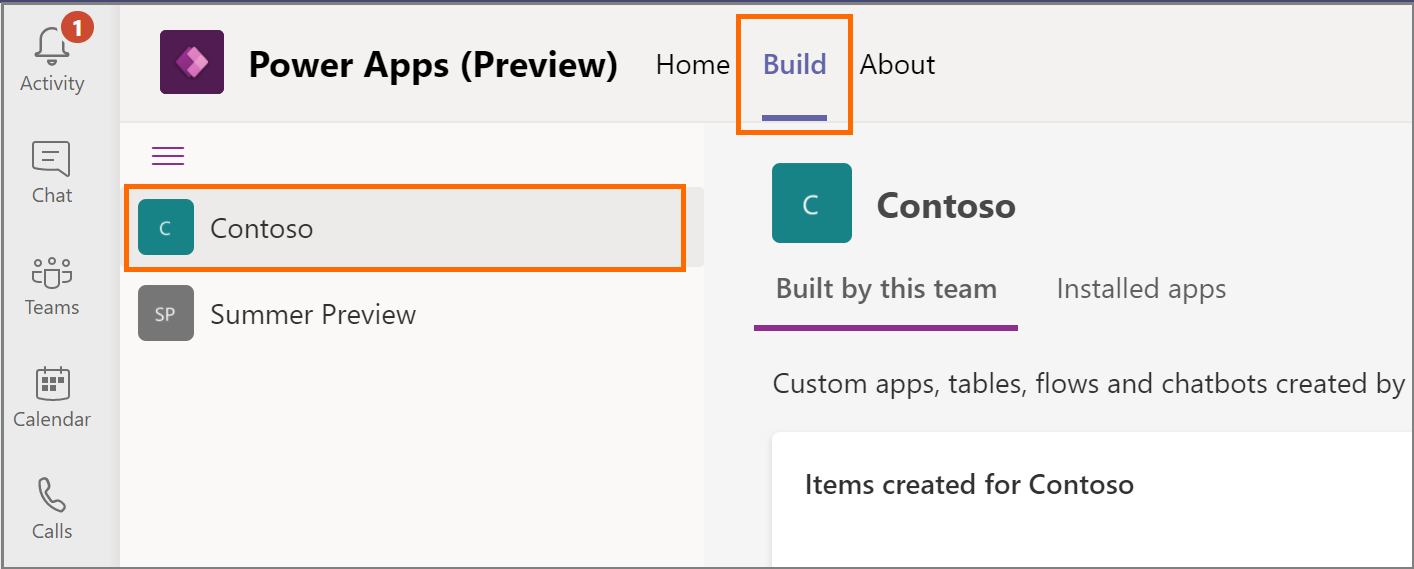 1
Activity
Chat
Teams
Calendar
Calls
Power Apps (Preview)
Home
Build
About
C
Contoso
SP
Summer Preview
C
Contoso
Built by this team
Installed apps
Custom apps, tables, flows and chatbots created by
Items created for Contoso